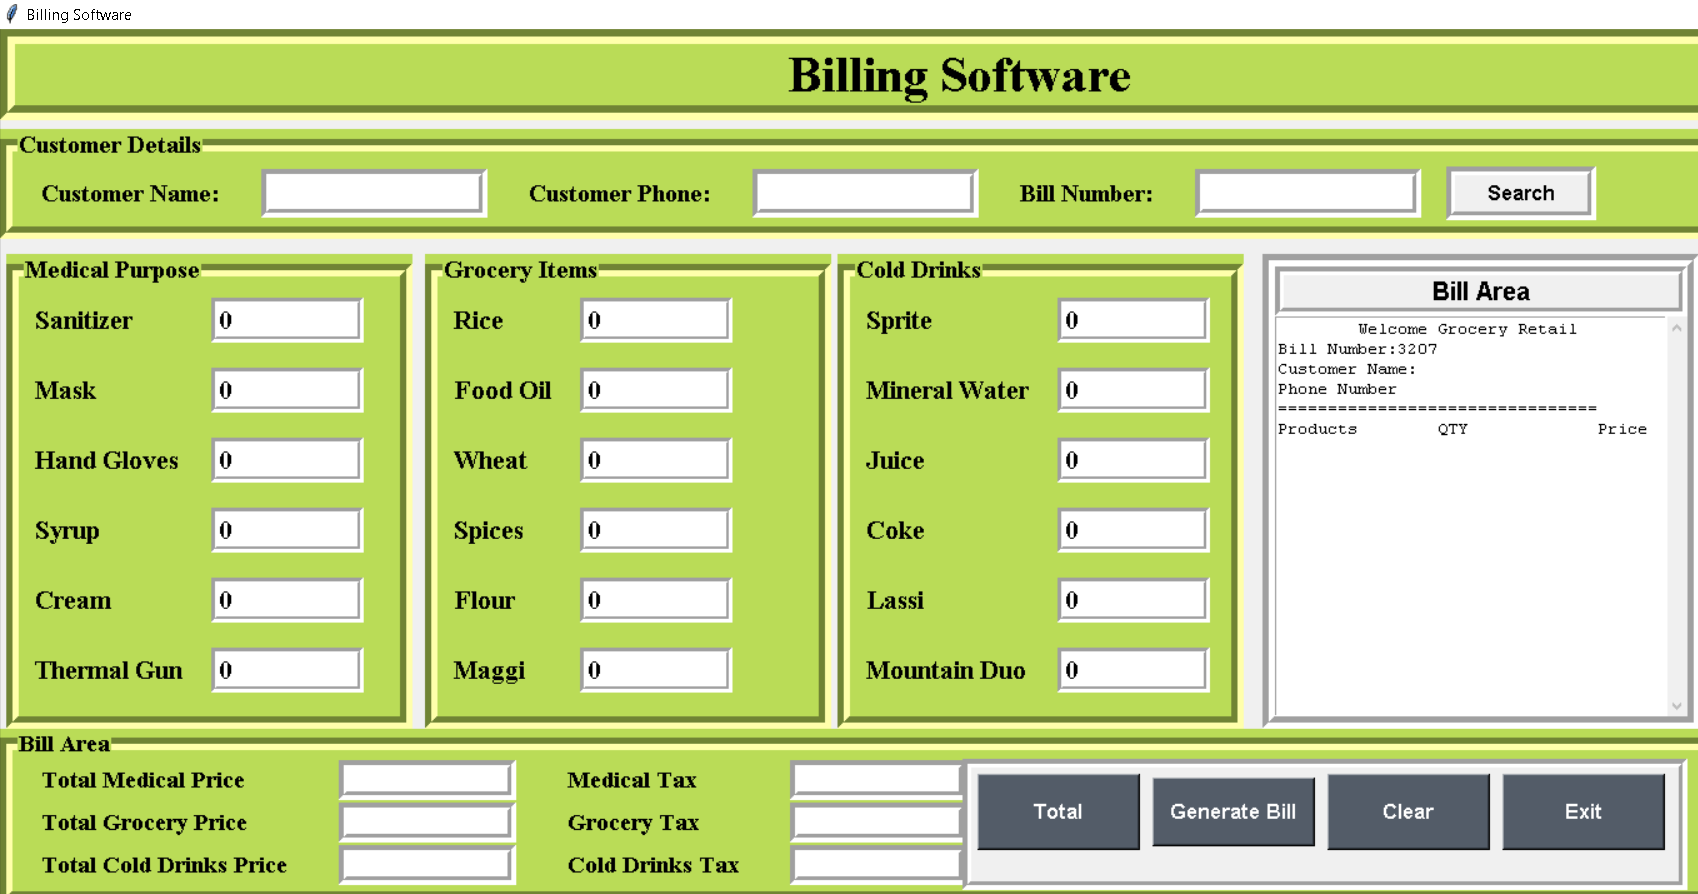 Billing Software
Billing Software
Customer Details
Customer Name: Customer Phone: Bill Number: Search
Medical Purpose
Sanitizer 0
Mask 0
Hand Gloves 0
Syrup 0
Cream 0
Thermal Gun 0
Grocery Items
Rice 0
Food Oil 0
Wheat 0
Spices 0
Flour 0
Maggi 0
Cold Drinks
Sprite 0
Mineral Water 0
Juice 0
Coke 0
Lassi 0
Mountain Duo 0
Bill Area
Welcome Grocery Retail
Bill Number:3207
Customer Name:
Phone Number
================================
Products QTY Price
Bill Area
Total Medical Price Medical Tax
Total Grocery Price Grocery Tax
Total Cold Drinks Price Cold Drinks Tax
Total Generate Bill Clear Exit